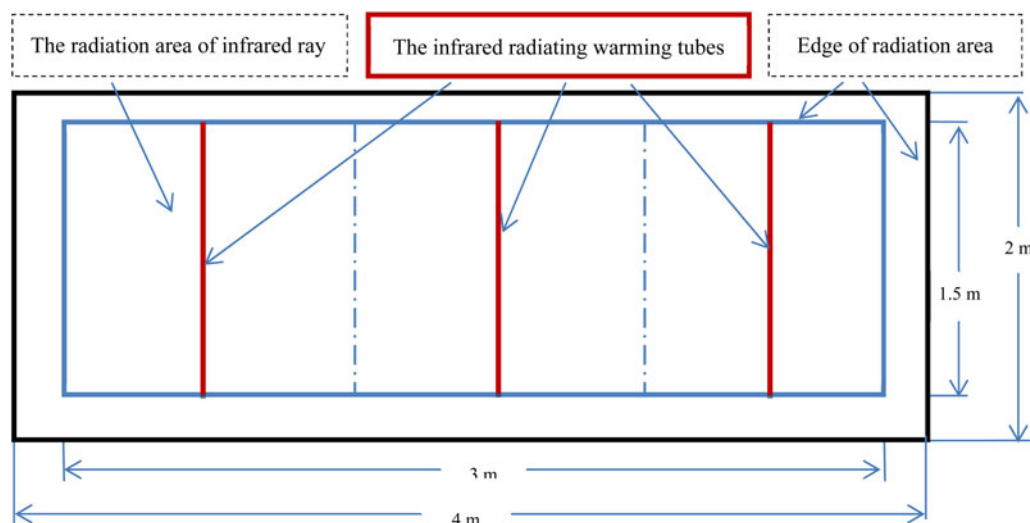 The radiation area of infrared ray
The infrared radiating warming tubes
Edge of radiation area
2 m
1.5 m
3 m
4 m